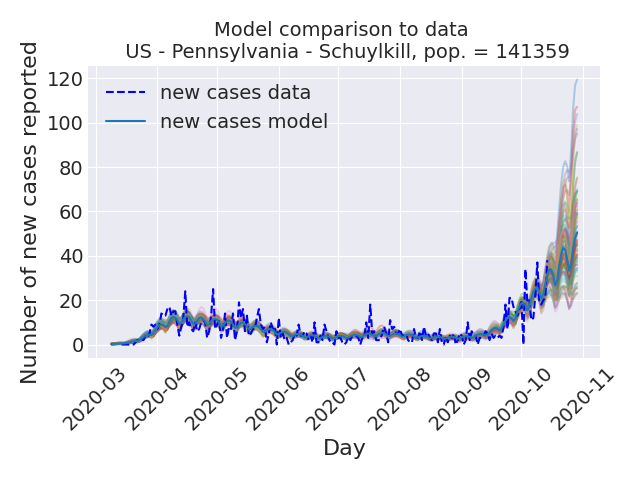 Model comparison to data
US - Pennsylvania - Schuylkill, pop. = 141359
Number of new cases reported
120
100
80
60
40
20
0
new cases data
new cases model
2020-03
2020-04
2020-05
2020-06
2020-07
2020-08
2020-09
2020-10
2020-11
Day